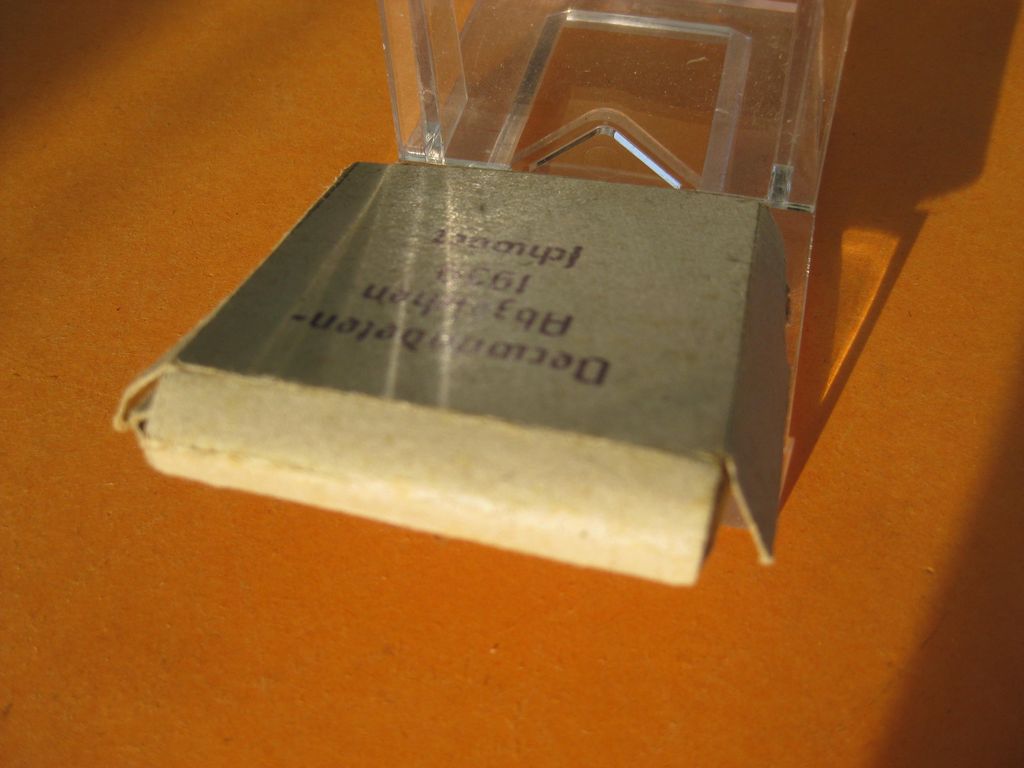 Verwundeten-
Abzeichen
1939
schwarz